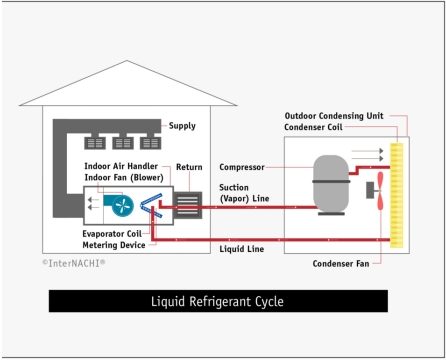 Supply
Outdoor Condensing Unit
Condenser Coil
Indoor Air Handler
Indoor Fan (Blower)
Return
Compressor
Suction
(Vapor) Line
Evaporator Coil
Metering Device
Liquid Line
©InterNACHI®
Condenser Fan
Liquid Refrigerant Cycle